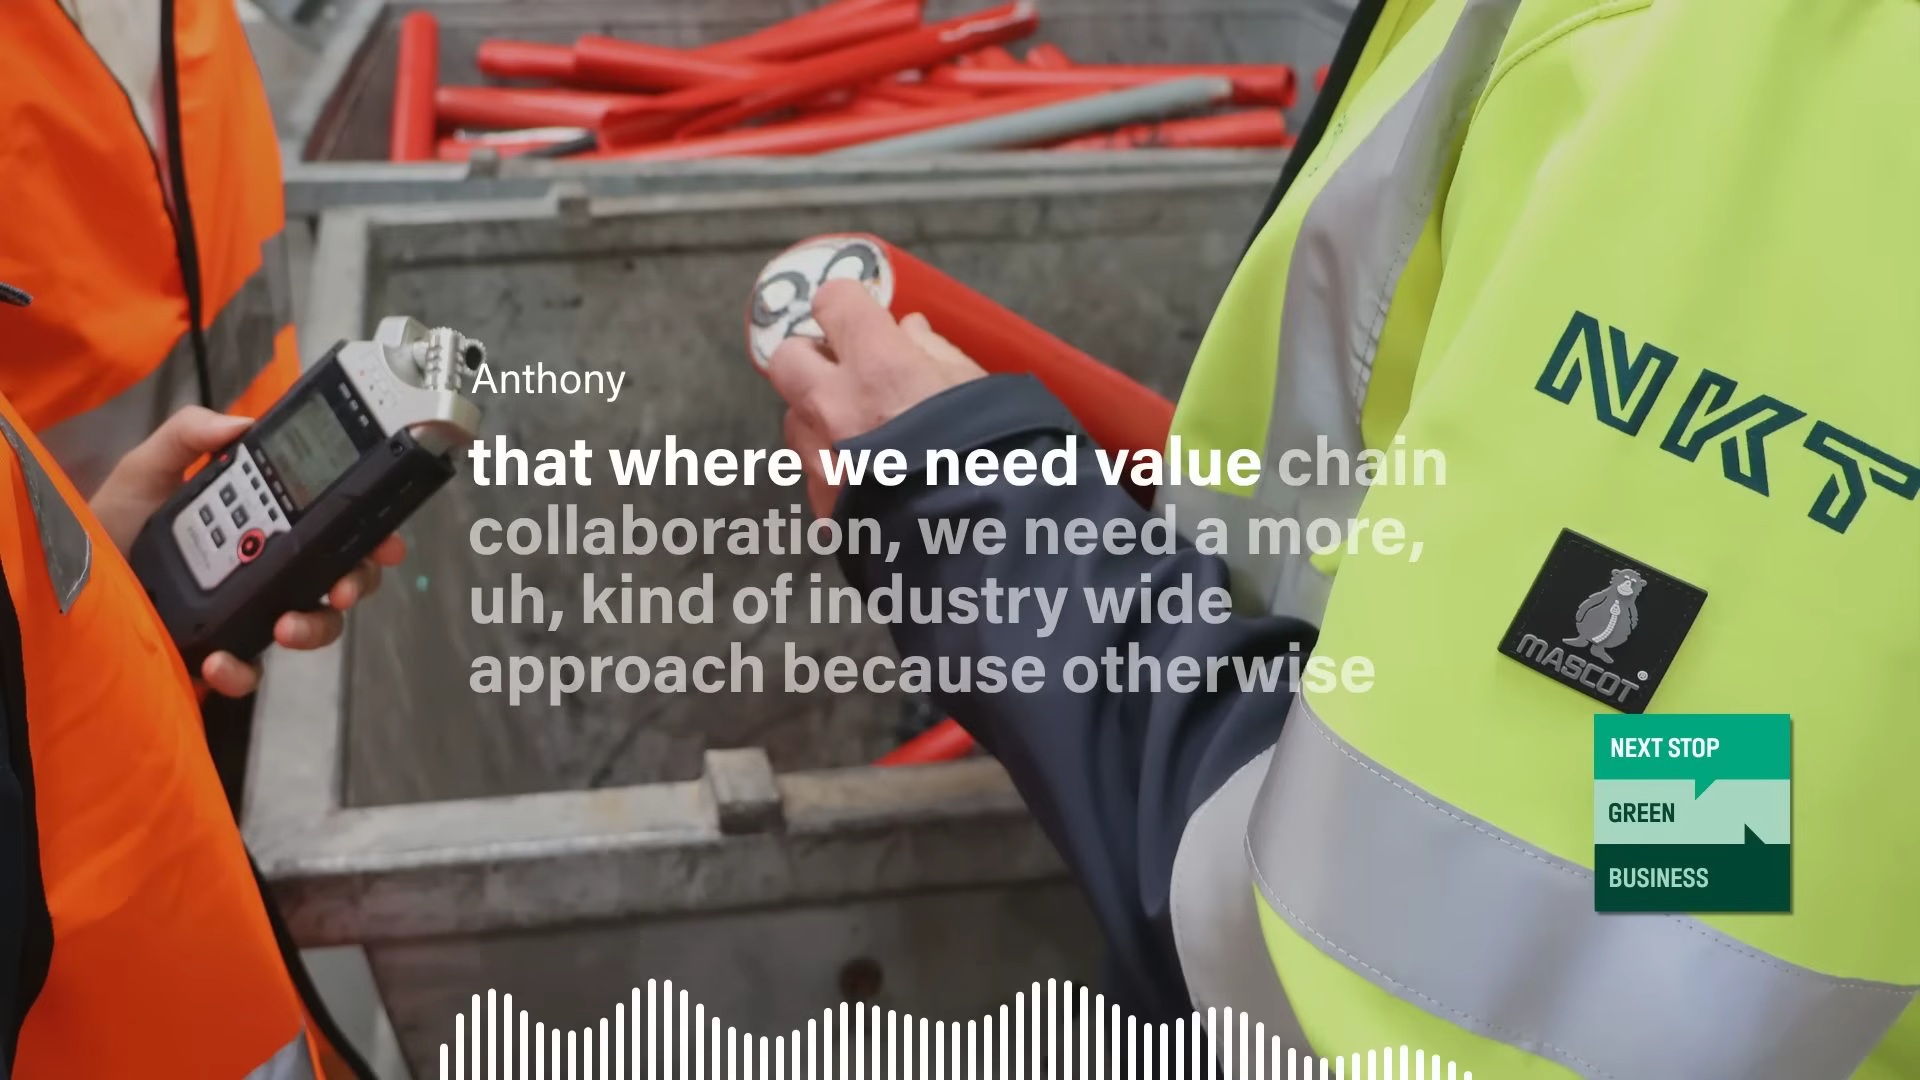 NKT
Anthony
that where we need value chain
collaboration, we need a more,
uh, kind of industry wide
approach because otherwise
MASCOT®
NEXT STOP
GREEN
BUSINESS